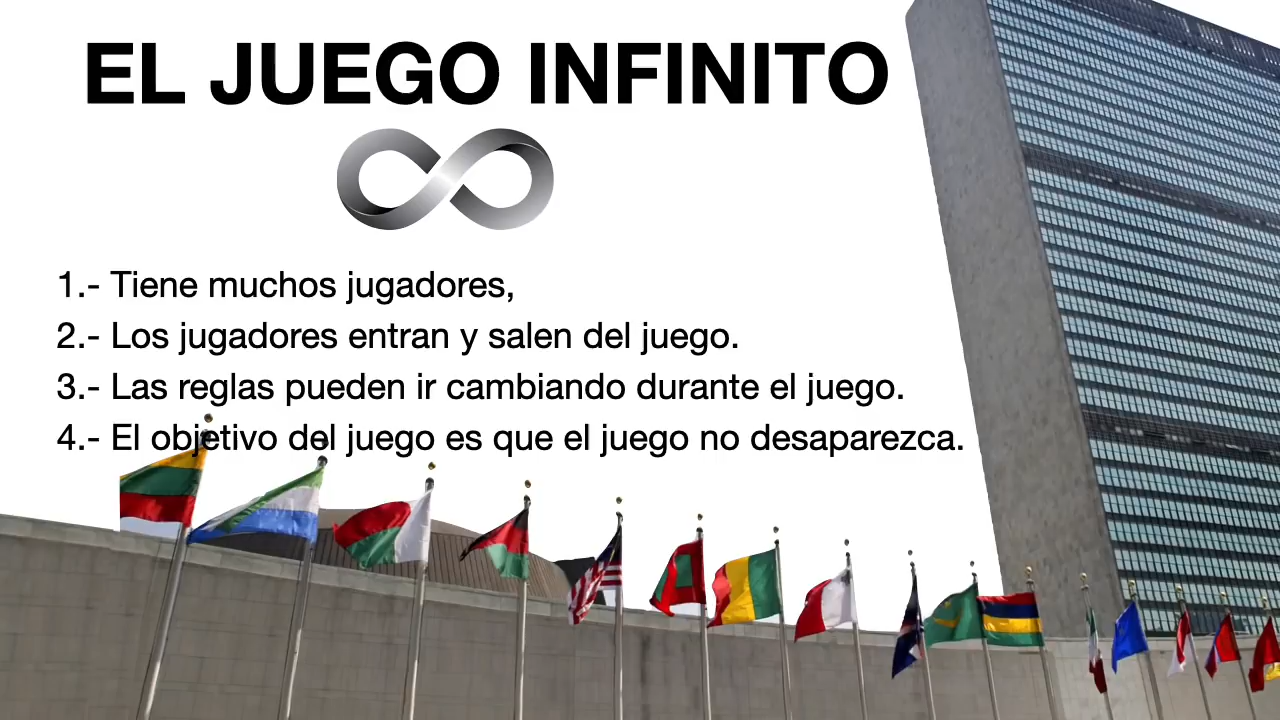 EL JUEGO INFINITO
1.- Tiene muchos jugadores,
2.- Los jugadores entran y salen del juego.
3.- Las reglas pueden ir cambiando durante el juego.
4.- El objetivo del juego es que el juego no desaparezca.